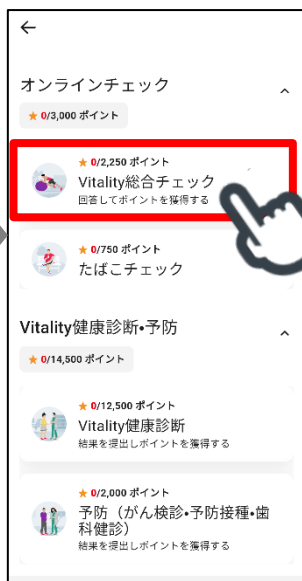 オンラインチェック
★ 0/3,000 ポイント
★ 0/2,250 ポイント
Vitality総合チェック
回答してポイントを獲得する
★ 0/750 ポイント
たばこチェック
Vitality健康診断•予防
★ 0/14,500 ポイント
★ 0/12,500 ポイント
Vitality健康診断
結果を提出しポイントを獲得する
★ 0/2,000 ポイント
予防（がん検診•予防接種•歯
科健診）
結果を提出しポイントを獲得する